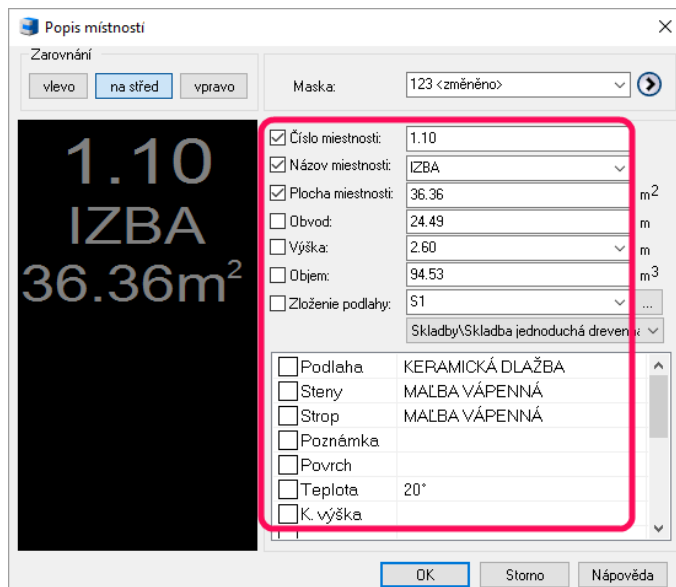 Popis místností
Zarovnání
vlevo na střed vpravo
Maska: 123 <změněno>
1.10
IZBA
36.36m²
Číslo miestnosti: 1.10
Názov miestnosti: IZBA
Plocha miestnosti: 36.36 m2
Obvod: 24.49 m
Výška: 2.60 m
Objem: 94.53 m3
Zloženie podlahy: S1 ...
Skladby\Skladba jednoduchá drevenná
Podlaha KERAMICKÁ DLAŽBA
Steny MAĽBA VÁPENNÁ
Strop MAĽBA VÁPENNÁ
Poznámka
Povrch
Teplota 20°
K. výška
OK Storno Nápověda